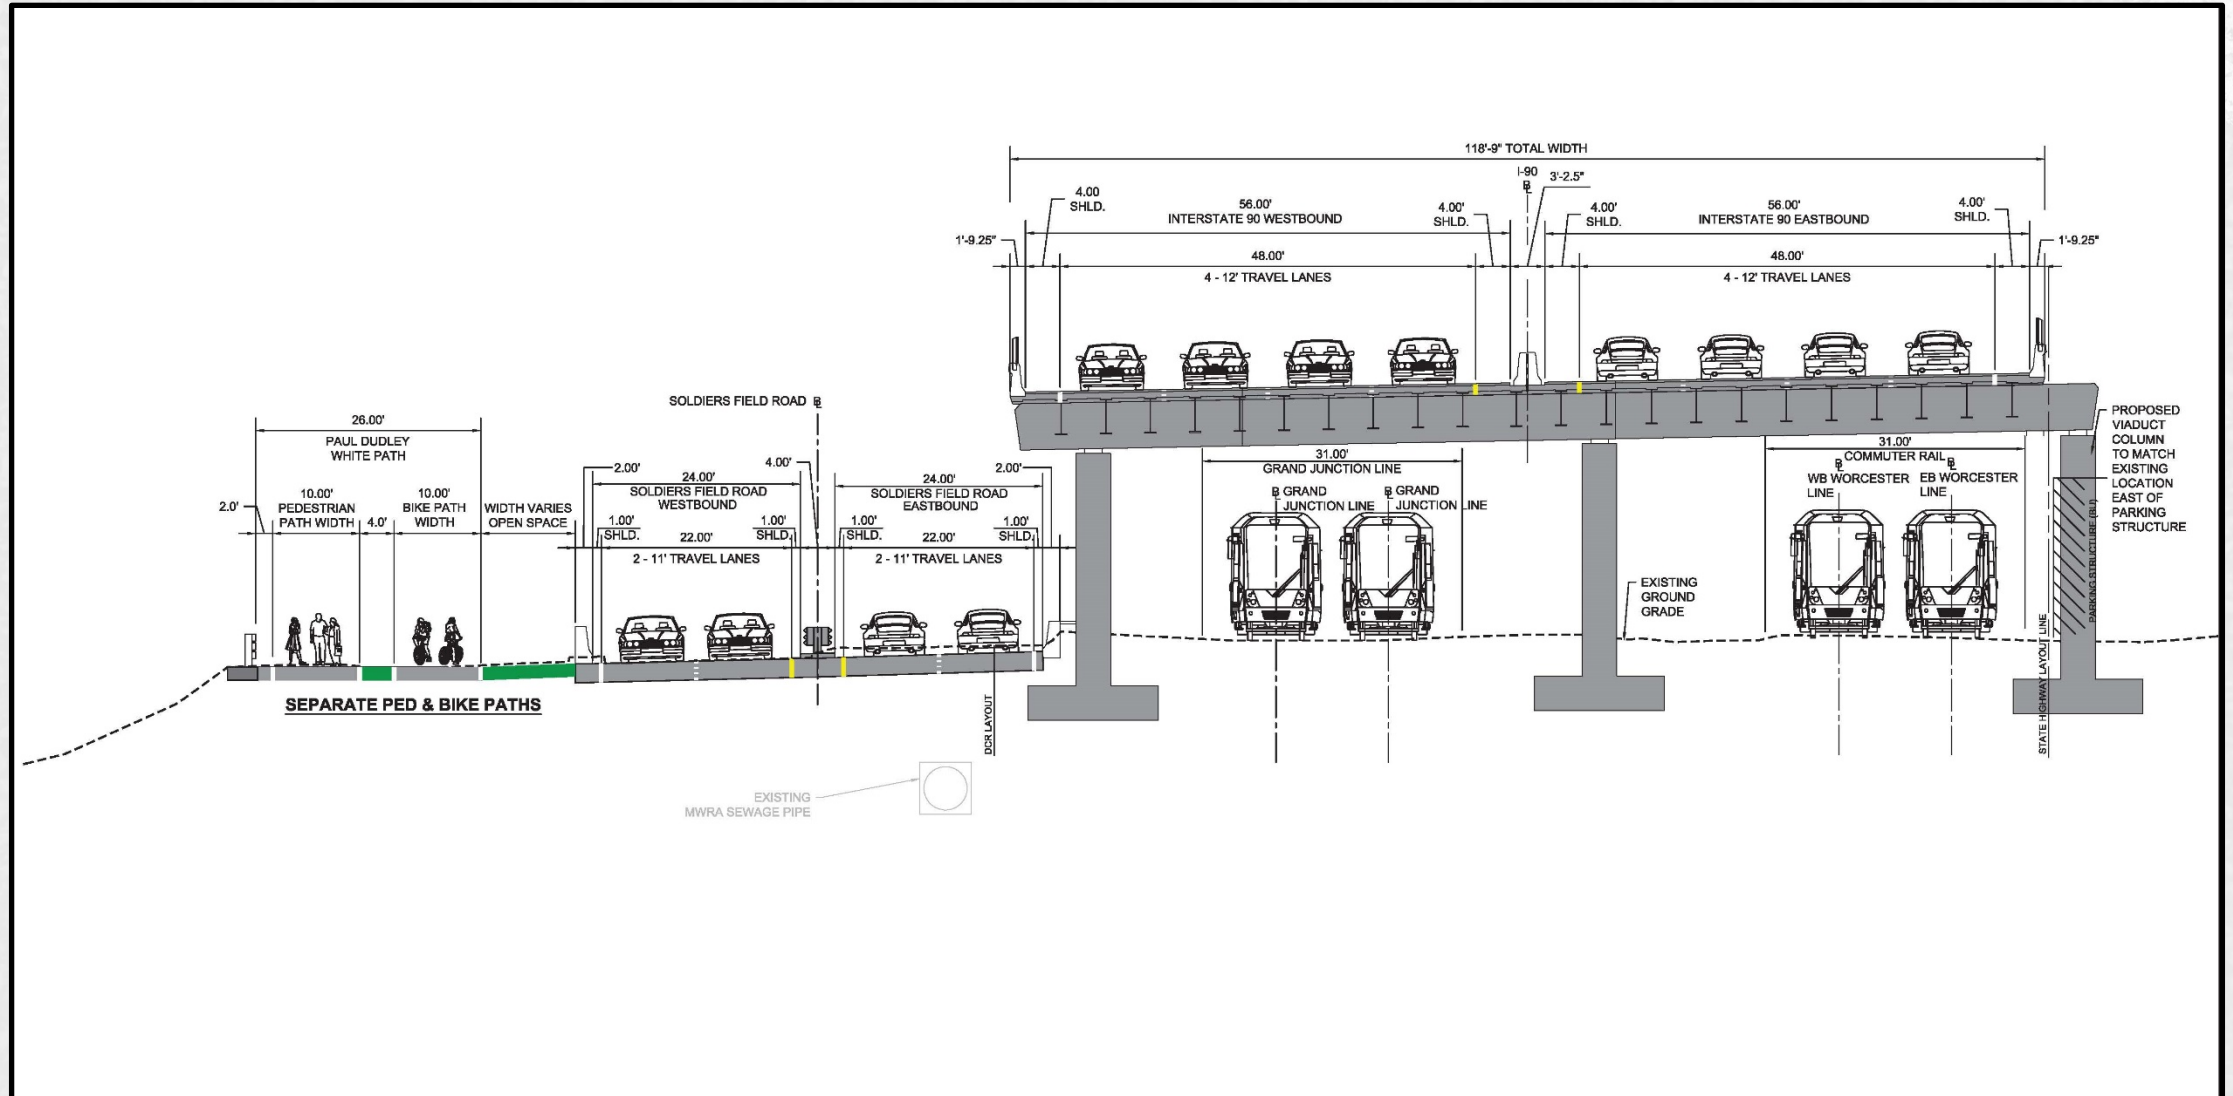 118'-9" TOTAL WIDTH
I-90
3'-2.5"
4.00
SHLD.
56.00'
INTERSTATE 90 WESTBOUND
4.00'
SHLD.
4.00'
SHLD.
56.00'
INTERSTATE 90 EASTBOUND
4.00'
SHLD.
1'-9.25"
1'-9.25"
48.00'
4 - 12' TRAVEL LANES
48.00'
4 - 12' TRAVEL LANES
SOLDIERS FIELD ROAD
26.00'
PAUL DUDLEY
WHITE PATH
2.0'
10.00'
PEDESTRIAN
PATH WIDTH
4.0'
10.00'
BIKE PATH
WIDTH
WIDTH VARIES
OPEN SPACE
2.00'
24.00'
SOLDIERS FIELD ROAD
WESTBOUND
4.00'
24.00'
SOLDIERS FIELD ROAD
EASTBOUND
2.00'
1.00'
SHLD.
22.00'
2 - 11' TRAVEL LANES
1.00'
SHLD.
1.00'
SHLD.
22.00'
2 - 11' TRAVEL LANES
1.00'
SHLD.
31.00'
GRAND JUNCTION LINE
GRAND
JUNCTION LINE
GRAND
JUNCTION LINE
31.00'
COMMUTER RAIL
WB WORCESTER
LINE
EB WORCESTER
LINE
PROPOSED
VIADUCT
COLUMN
TO MATCH
EXISTING
LOCATION
EAST OF
PARKING
STRUCTURE
PARKING STRUCTURE (BU)
EXISTING
GROUND
GRADE
SEPARATE PED & BIKE PATHS
DCR LAYOUT
STATE HIGHWAY LAYOUT LINE
EXISTING
MWRA SEWAGE PIPE